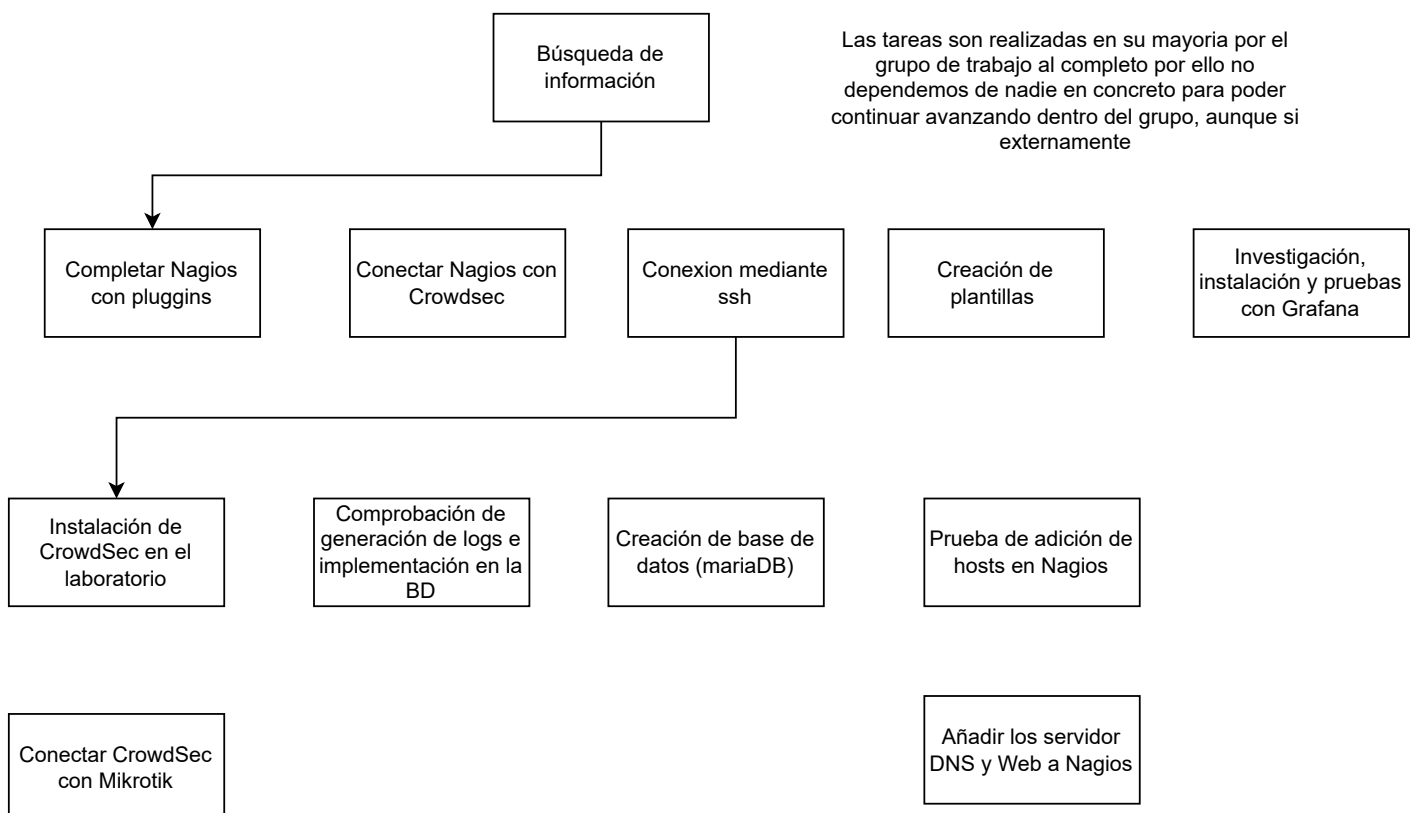 Búsqueda de
información
Las tareas son realizadas en su mayoria por el
grupo de trabajo al completo por ello no
dependemos de nadie en concreto para poder
continuar avanzando dentro del grupo, aunque si
externamente
Completar Nagios
con pluggins
Conectar Nagios con
Crowdsec
Conexion mediante
ssh
Creación de
plantillas
Investigación,
instalación y pruebas
con Grafana
Instalación de
CrowdSec en el
laboratorio
Comprobación de
generación de logs e
implementación en la
BD
Creación de base de
datos (mariaDB)
Prueba de adición de
hosts en Nagios
Conectar CrowdSec
con Mikrotik
Añadir los servidor
DNS y Web a Nagios